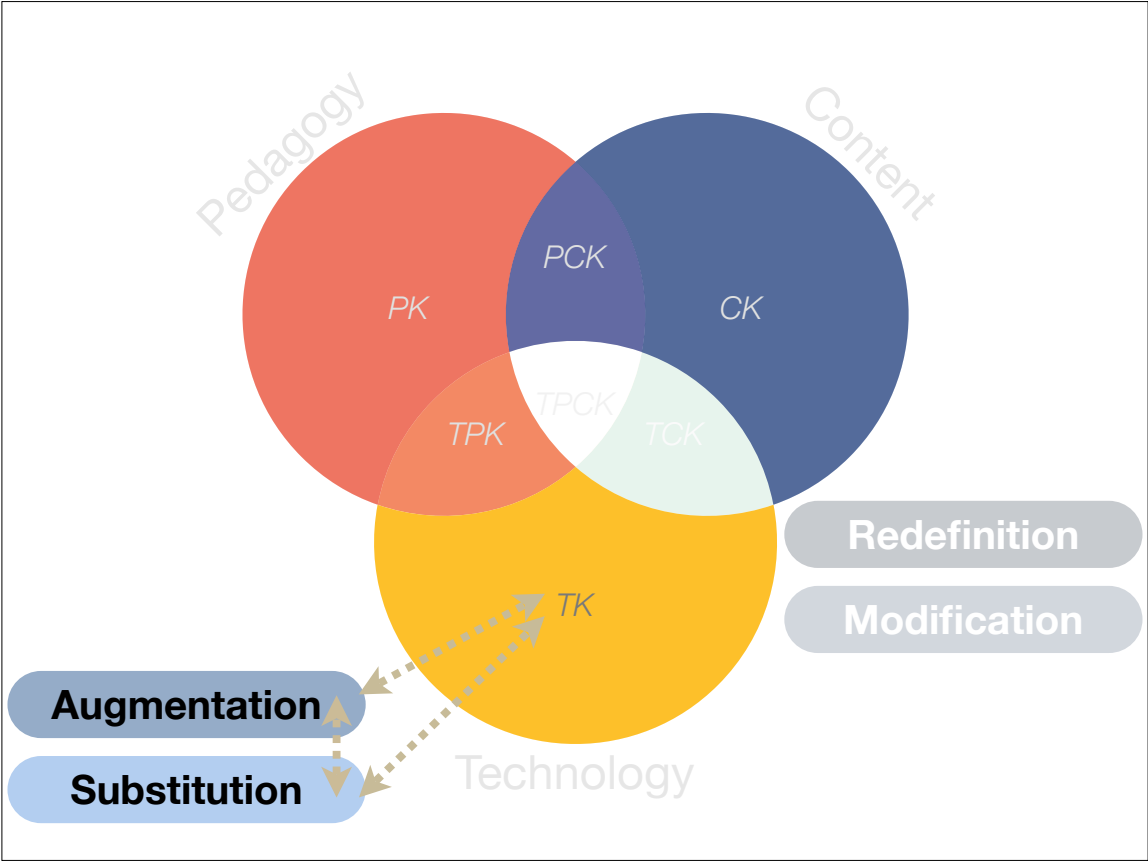 Pedagogy
Content
PCK
PK
CK
TPCK
TPK
TCK
Redefinition
TK
Modification
Augmentation
Technology
Substitution